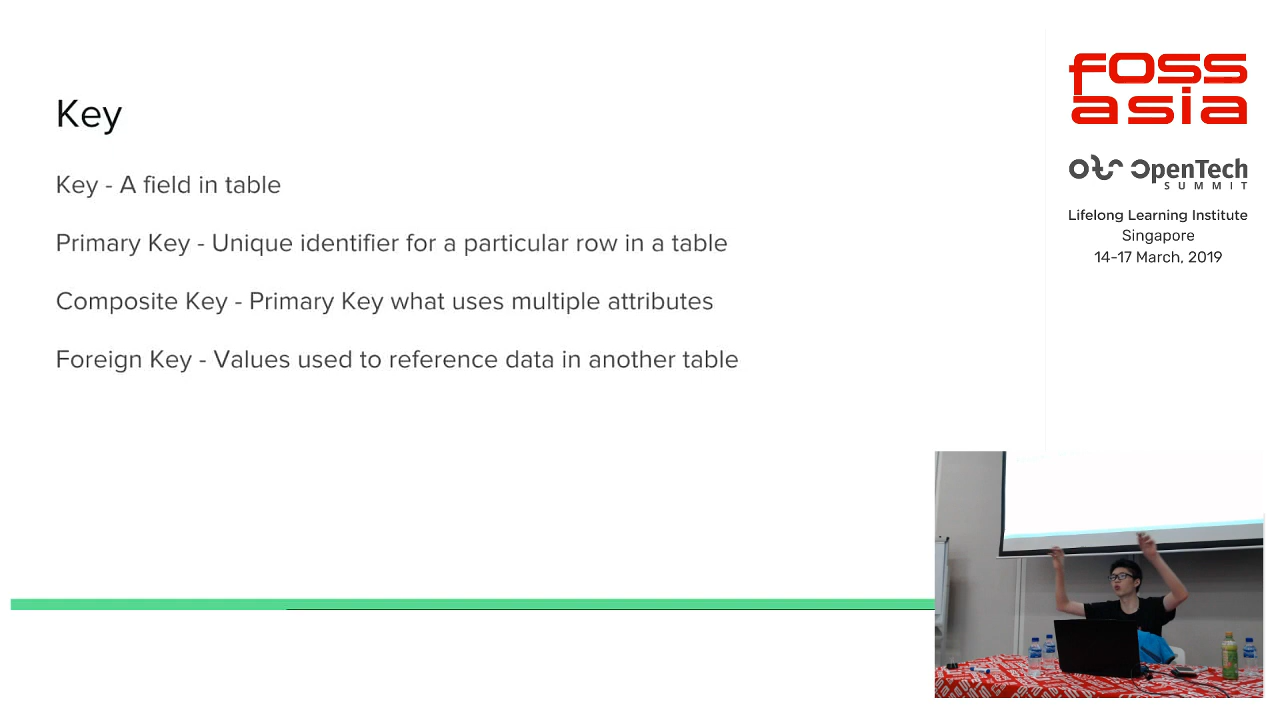 Key
Key - A field in table
Primary Key - Unique identifier for a particular row in a table
Composite Key - Primary Key what uses multiple attributes
Foreign Key - Values used to reference data in another table
foss
asia
OpenTech
SUMMIT
Lifelong Learning Institute
Singapore
14-17 March, 2019